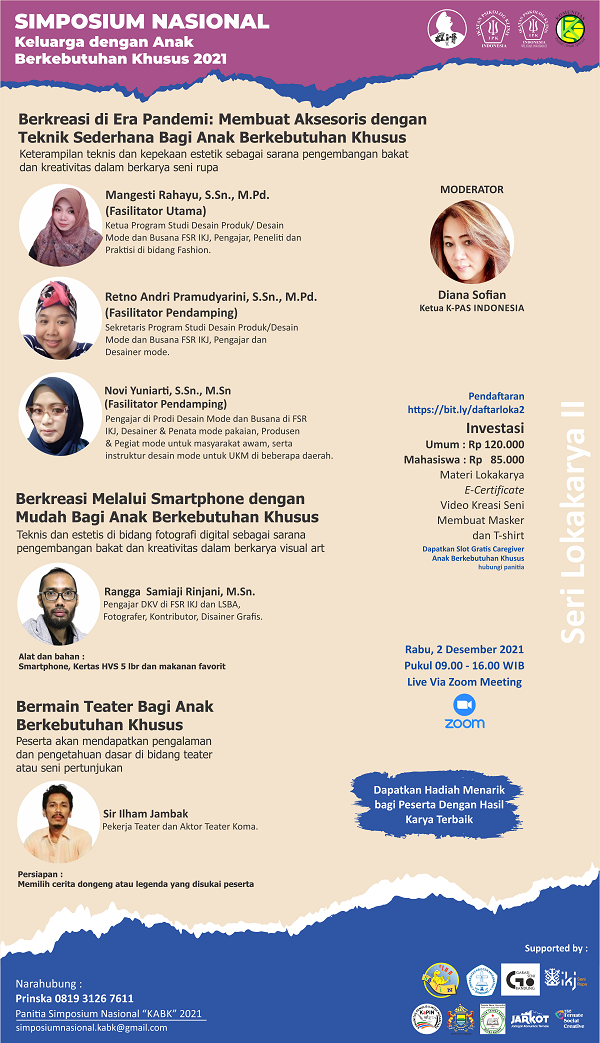 SIMPOSIUM NASIONAL
Keluarga dengan Anak
Berkebutuhan Khusus 2021
IPK
INDONESIA
IPK
INDONESIA
Berkreasi di Era Pandemi: Membuat Aksesoris dengan
Teknik Sederhana Bagi Anak Berkebutuhan Khusus
Keterampilan teknis dan kepekaan estetik sebagai sarana pengembangan bakat
dan kreativitas dalam berkarya seni rupa
Mangesti Rahayu, S.Sn., M.Pd.
(Fasilitator Utama)
Ketua Program Studi Desain Produk/ Desain
Mode dan Busana FSR IKJ, Pengajar, Peneliti dan
Praktisi di bidang Fashion.
MODERATOR
Diana Sofian
Ketua K-PAS INDONESIA
Retno Andri Pramudyarini, S.Sn., M.Pd.
(Fasilitator Pendamping)
Sekretaris Program Studi Desain Produk/Desain
Mode dan Busana FSR IKJ, Pengajar dan
Desainer mode.
Novi Yuniarti, S.Sn., M.Sn
(Fasilitator Pendamping)
Pengajar di Prodi Desain Mode dan Busana di FSR
IKJ, Desainer & Penata mode pakaian, Produsen
& Pegiat mode untuk masyarakat awam, serta
instruktur desain mode untuk UKM di beberapa daerah.
Pendaftaran
https://bit.ly/daftarloka2
Investasi
Umum : Rp 120.000
Mahasiswa : Rp 85.000
Materi Lokakarya
E-Certificate
Video Kreasi Seni
Membuat Masker
dan T-shirt
Dapatkan Slot Gratis Caregiver
Anak Berkebutuhan Khusus
hubungi panitia
Seri Lokakarya II
Berkreasi Melalui Smartphone dengan
Mudah Bagi Anak Berkebutuhan Khusus
Teknis dan estetis di bidang fotografi digital sebagai sarana
pengembangan bakat dan kreativitas dalam berkarya visual art
Rangga Samiaji Rinjani, M.Sn.
Pengajar DKV di FSR IKJ dan LSBA,
Fotografer, Kontributor, Disainer Grafis.
Alat dan bahan :
Smartphone, Kertas HVS 5 lbr dan makanan favorit
Rabu, 2 Desember 2021
Pukul 09.00 - 16.00 WIB
Live Via Zoom Meeting
zoom
Bermain Teater Bagi Anak
Berkebutuhan Khusus
Peserta akan mendapatkan pengalaman
dan pengetahuan dasar di bidang teater
atau seni pertunjukan
Sir Ilham Jambak
Pekerja Teater dan Aktor Teater Koma.
Persiapan :
Memilih cerita dongeng atau legenda yang disukai peserta
Dapatkan Hadiah Menarik
bagi Peserta Dengan Hasil
Karya Terbaik
Supported by :
Narahubung :
Prinska 0819 3126 7611
Panitia Simposium Nasional “KABK” 2021
simposiumnasional.kabk@gmail.com
ikj
KaPIN
JARKOT
The Ternate
Social
Creative